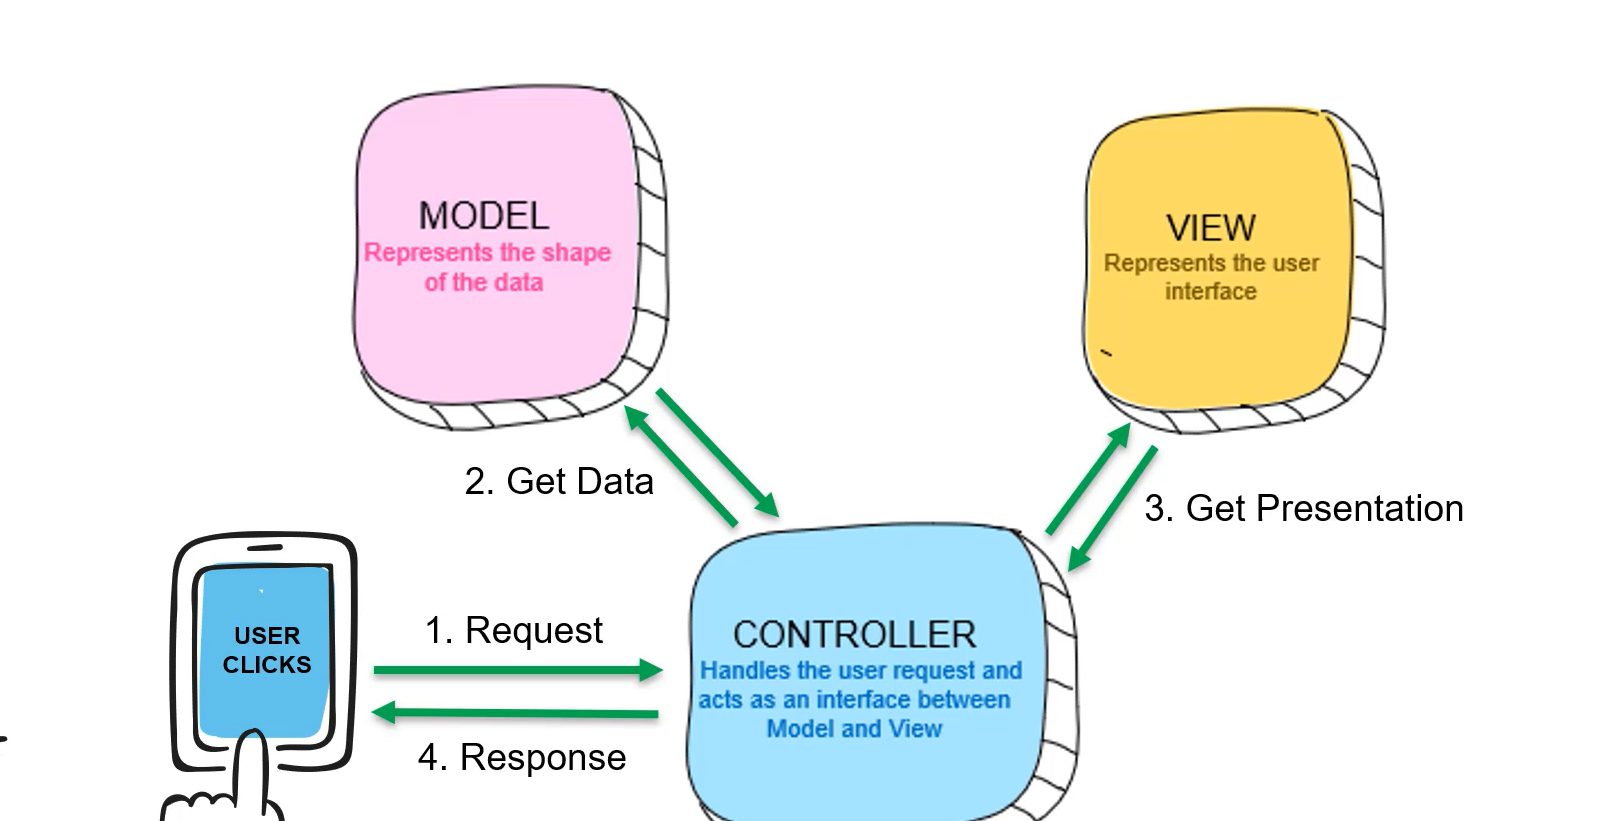 MODEL
Represents the shape
of the data
VIEW
Represents the user
interface
2. Get Data
3. Get Presentation
USER
CLICKS
1. Request
4. Response
CONTROLLER
Handles the user request and
acts as an interface between
Model and View